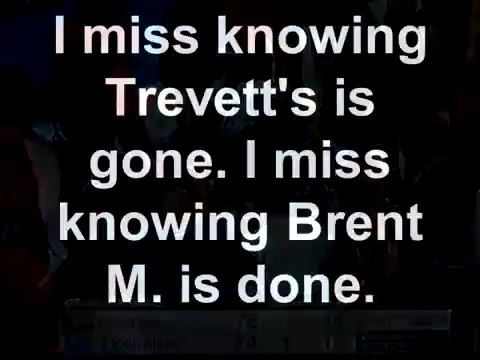 I miss knowing
Trevett's is
gone. I miss
knowing Brent
M. is done.